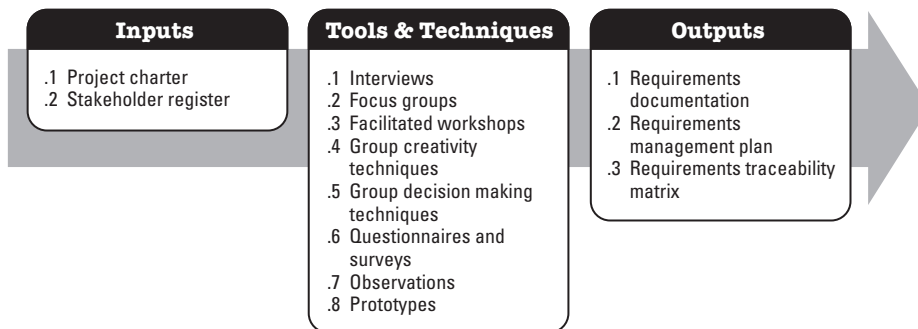 Inputs
.1 Project charter
.2 Stakeholder register
Tools & Techniques
.1 Interviews
.2 Focus groups
.3 Facilitated workshops
.4 Group creativity
techniques
.5 Group decision making
techniques
.6 Questionnaires and
surveys
.7 Observations
.8 Prototypes
Outputs
.1 Requirements
documentation
.2 Requirements
management plan
.3 Requirements traceability
matrix